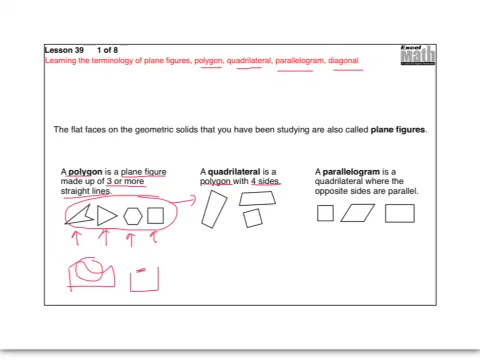 Lesson 39 1 of 8
Excel
Math
Learning the terminology of plane figures, polygon, quadrilateral, parallelogram, diagonal
The flat faces on the geometric solids that you have been studying are also called plane figures.
A polygon is a plane figure
made up of 3 or more
straight lines.
A quadrilateral is a
polygon with 4 sides.
A parallelogram is a
quadrilateral where the
opposite sides are parallel.